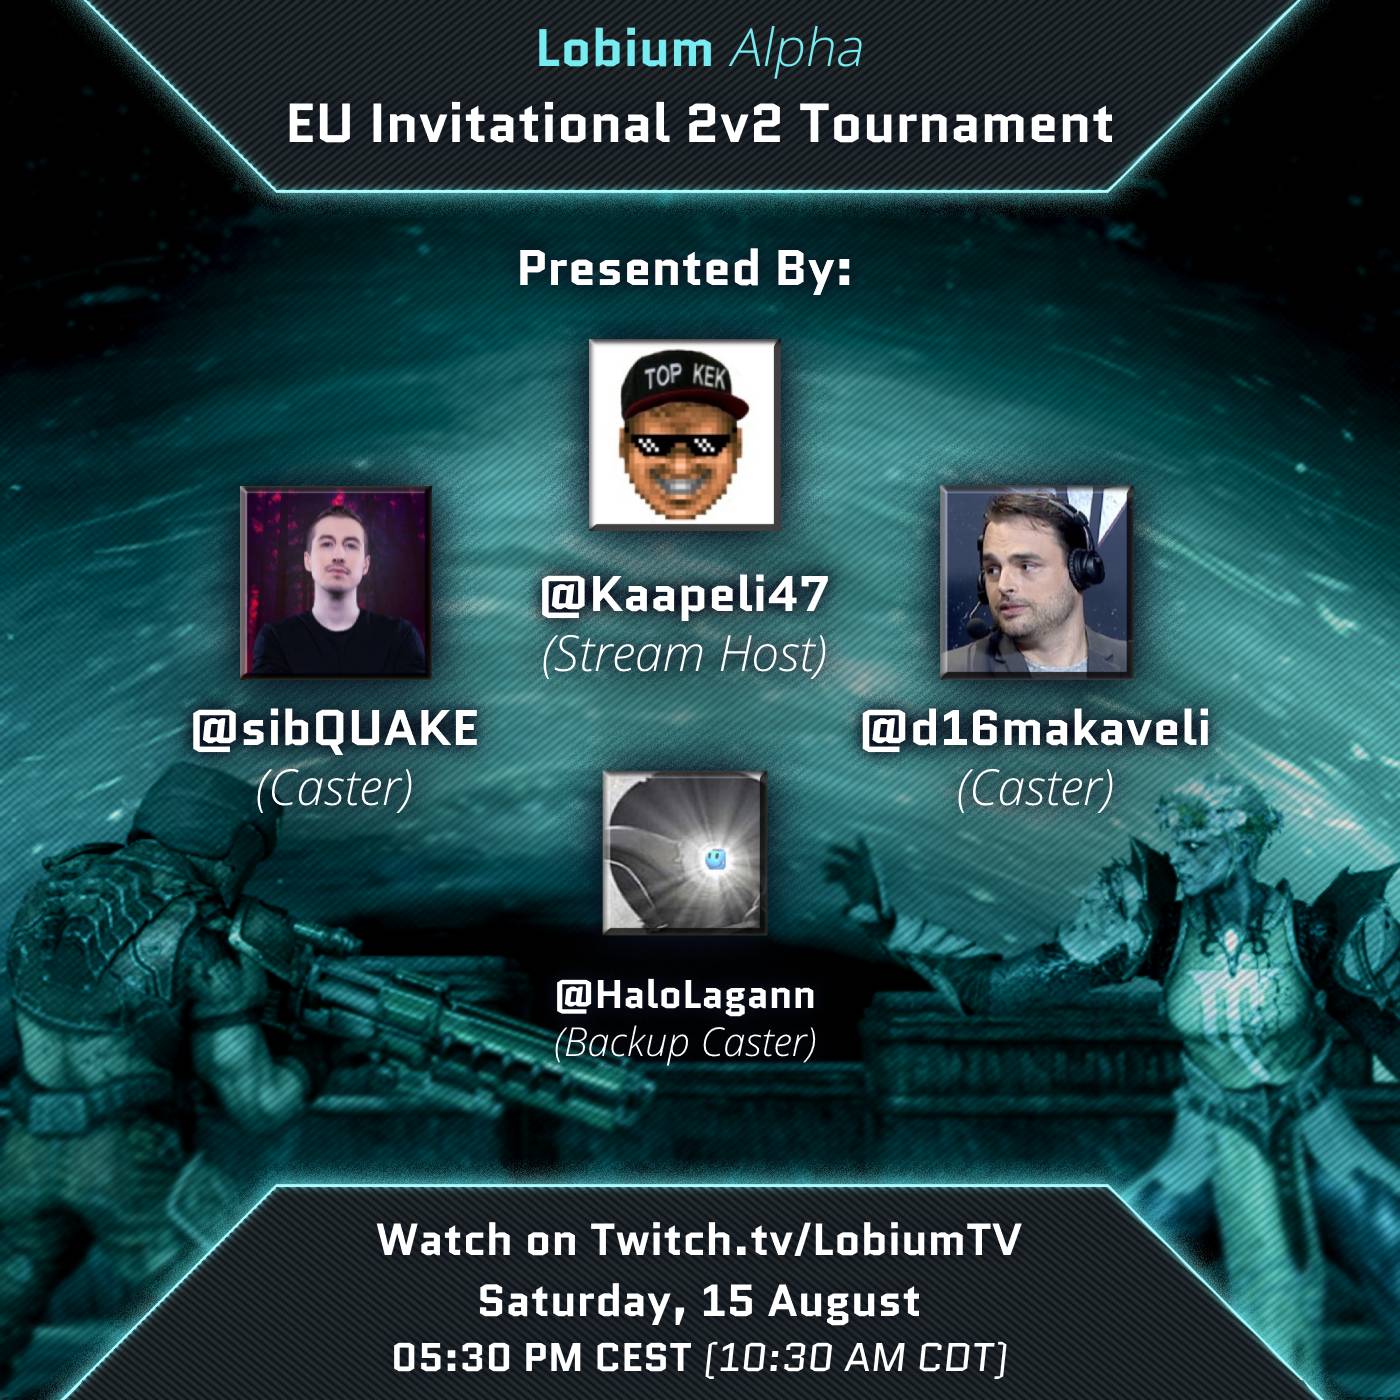 Lobium Alpha
EU Invitational 2v2 Tournament
Presented By:
TOP KEK
@Kaapeli47
(Stream Host)
@sibQUAKE
(Caster)
@d16makaveli
(Caster)
@HaloLagann
(Backup Caster)
Watch on Twitch.tv/LobiumTV
Saturday, 15 August
05:30 PM CEST [10:30 AM CDT]